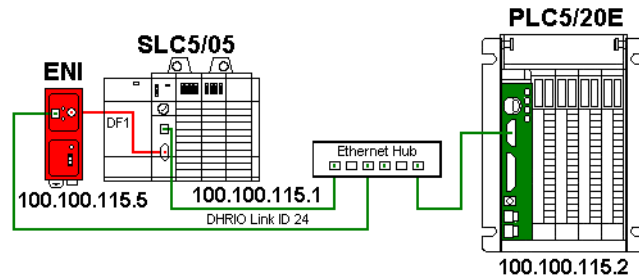 PLC5/20E
SLC5/05
ENI
DF1
Ethernet Hub
100.100.115.5
100.100.115.1
DHRIO Link ID 24
100.100.115.2